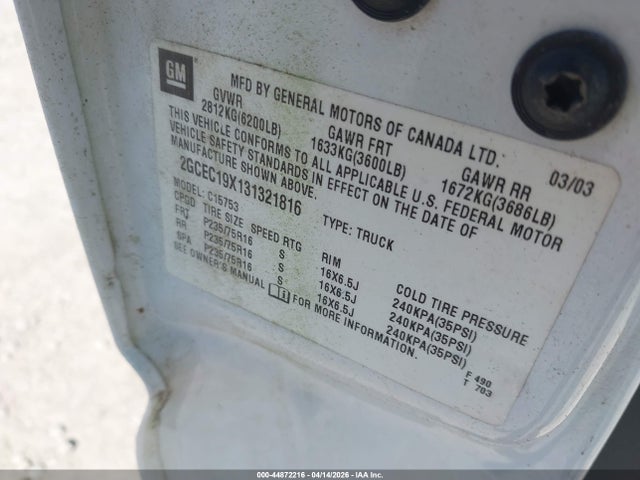 GM
MFD BY GENERAL MOTORS OF CANADA LTD.
GVWR GAWR FRT GAWR RR 03/03
2812KG(6200LB) 1633KG(3600LB) 1672KG(3686LB)
THIS VEHICLE CONFORMS TO ALL APPLICABLE U.S. FEDERAL MOTOR
VEHICLE SAFETY STANDARDS IN EFFECT ON THE DATE OF
MANUFACTURE SHOWN ABOVE.
2GCEC19X131321816 TYPE: TRUCK
MODEL: C15753
CPSD TIRE SIZE SPEED RTG RIM COLD TIRE PRESSURE
FRT P235/75R16 S 16X6.5J 240KPA(35PSI)
RR P235/75R16 S 16X6.5J 240KPA(35PSI)
SPA P235/75R16 S 16X6.5J 240KPA(35PSI)
SEE OWNER'S MANUAL FOR MORE INFORMATION.
F 490
T 703
000-44872216 - 04/14/2026 - IAA Inc.